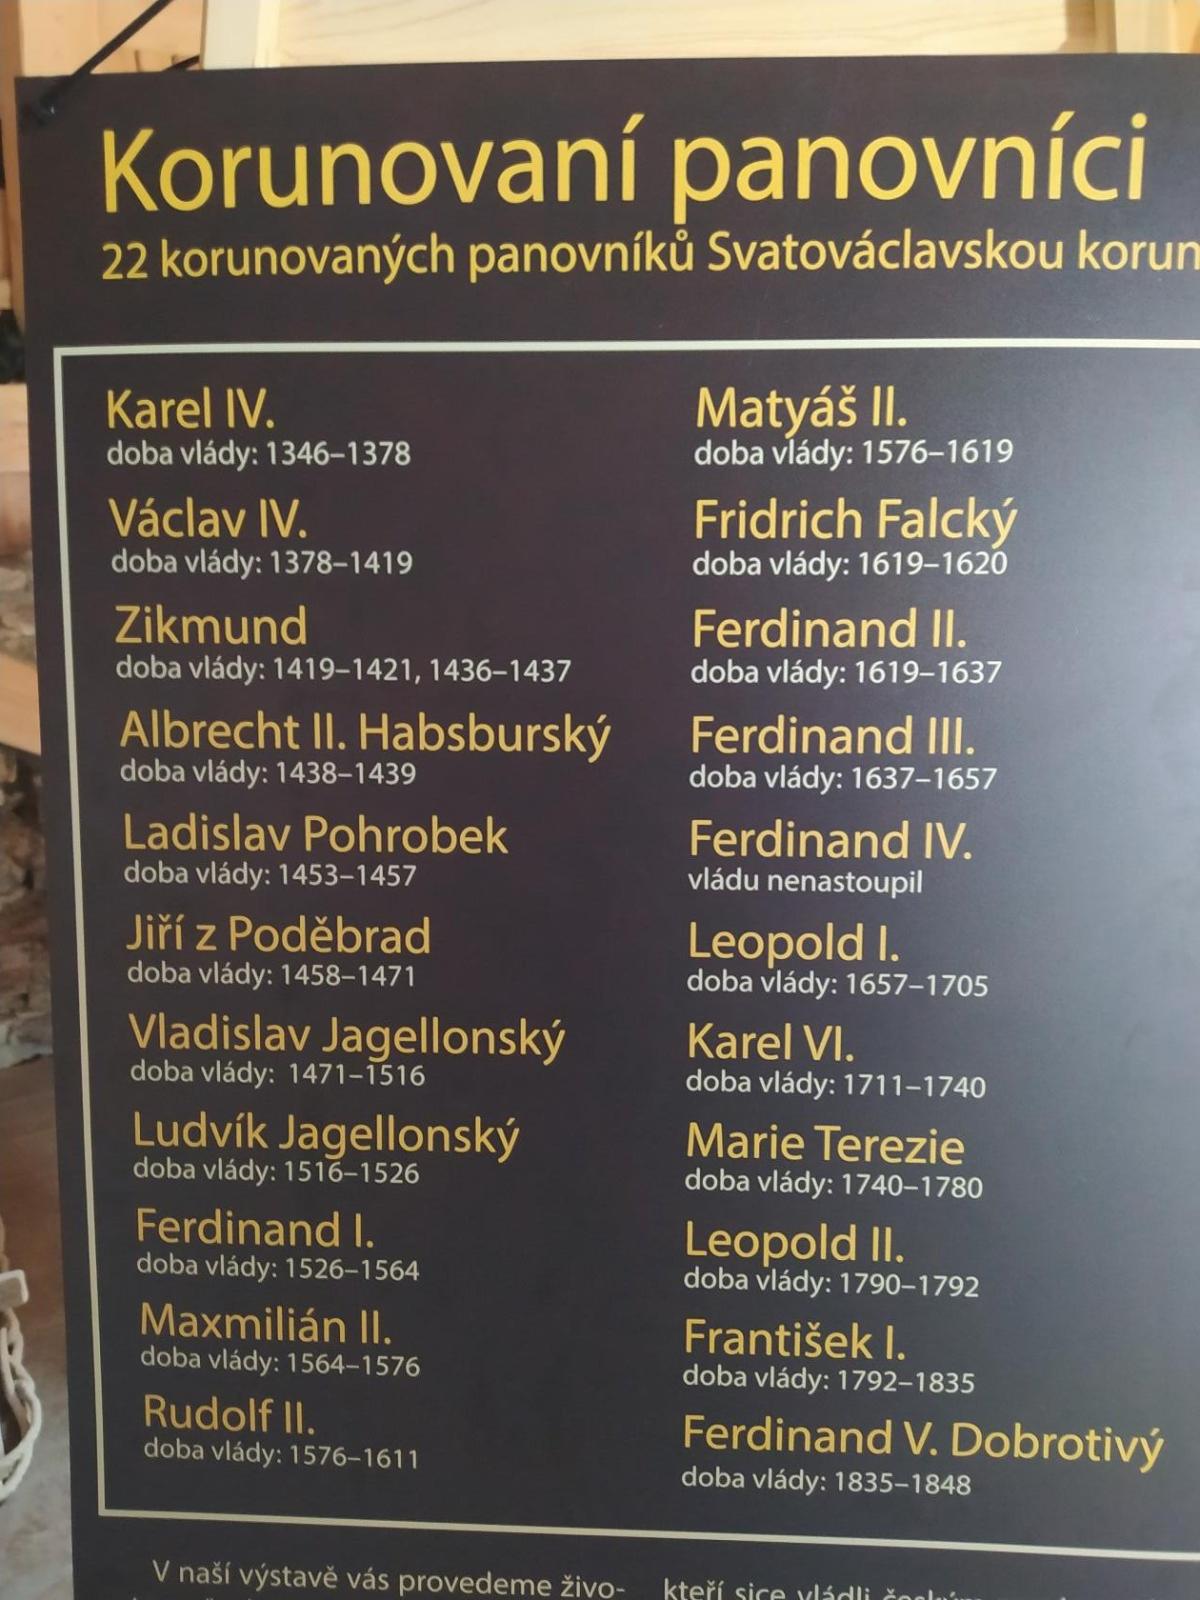 Korunovaní panovníci
22 korunovaných panovníků Svatováclavskou korun
Karel IV.
doba vlády: 1346–1378
Václav IV.
doba vlády: 1378–1419
Zikmund
doba vlády: 1419–1421, 1436–1437
Albrecht II. Habsburský
doba vlády: 1438–1439
Ladislav Pohrobek
doba vlády: 1453–1457
Jiří z Poděbrad
doba vlády: 1458–1471
Vladislav Jagellonský
doba vlády: 1471–1516
Ludvík Jagellonský
doba vlády: 1516–1526
Ferdinand I.
doba vlády: 1526–1564
Maxmilián II.
doba vlády: 1564–1576
Rudolf II.
doba vlády: 1576–1611
Matyáš II.
doba vlády: 1576–1619
Fridrich Falcký
doba vlády: 1619–1620
Ferdinand II.
doba vlády: 1619–1637
Ferdinand III.
doba vlády: 1637–1657
Ferdinand IV.
vládu nenastoupil
Leopold I.
doba vlády: 1657–1705
Karel VI.
doba vlády: 1711–1740
Marie Terezie
doba vlády: 1740–1780
Leopold II.
doba vlády: 1790–1792
František I.
doba vlády: 1792–1835
Ferdinand V. Dobrotivý
doba vlády: 1835–1848
V naší výstavě vás provedeme živo-
kteří sice vládli